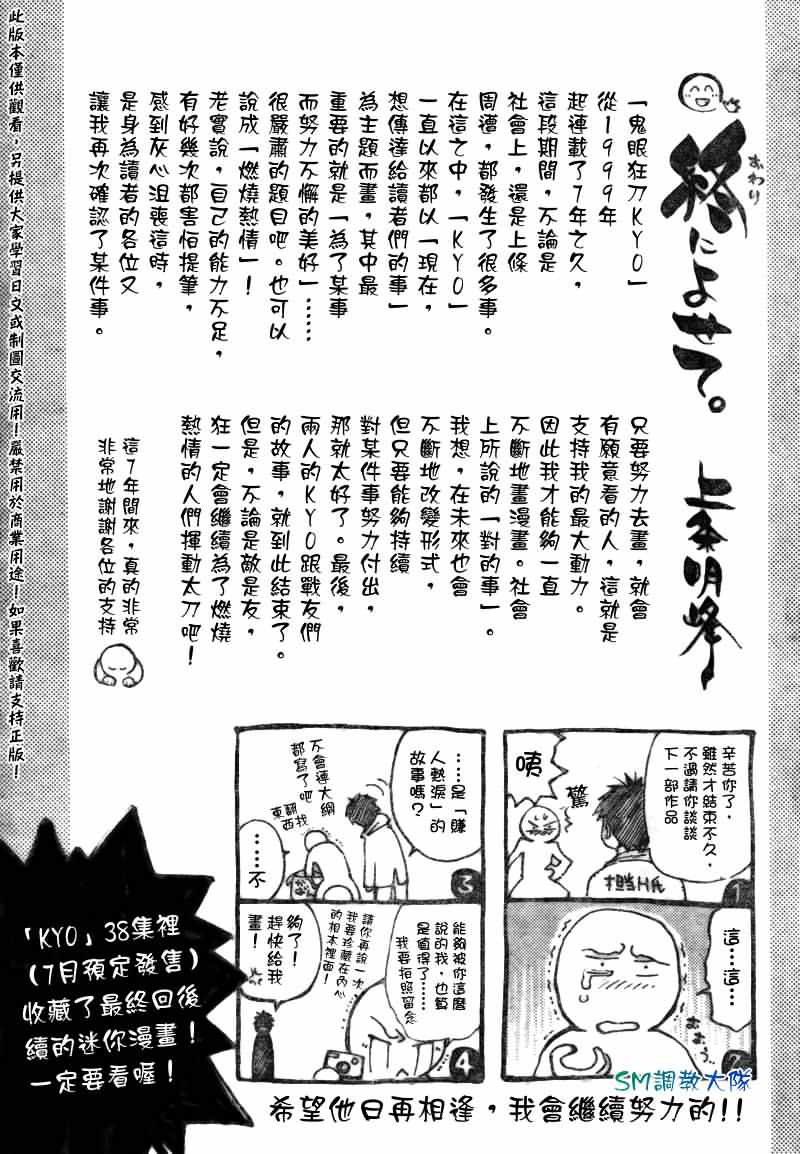 終によせて。
おわり
上条明峰
「鬼眼狂刀KYO」
從1999年
起連載了7年之久，
這段期間，不論是
社會上，還是上條
周遭，都發生了很多事。
在這之中，「KYO」
一直以來都以「現在，
想傳達給讀者們的事」
為主題而畫，其中最
重要的就是「為了某事
而努力不懈的美好」……
很嚴肅的題目吧。也可以
說成「燃燒熱情」！
老實說，自己的能力不足，
有好幾次都害怕提筆，
感到灰心沮喪這時，
是身為讀者的各位又
讓我再次確認了某件事。
只要努力去畫，就會
有願意看的人，這就是
支持我的最大動力。
因此我才能夠一直
不斷地畫漫畫。社會
上所說的「對的事」。
我想，在未來也會
不斷地改變形式，
但只要能夠持續
對某件事努力付出，
那就太好了。最後，
兩人的KYO跟戰友們
的故事，就到此結束了。
但是，不論是敵是友，
狂一定會繼續為了燃燒
熱情的人們揮動太刀吧！
這7年間來，真的非常
非常地謝謝各位的支持
辛苦你了，
雖然才結束不久，
不過請你談談
下一部作品
驚
咦
担当H氏
1
這…這…
おおぅ…
2
……是「賺
人熱淚」的
故事嗎？
不會連大綱
都寫了吧
翻我
東西
……不
3
能夠被你這麼
說的我，也算
是值得了……
我要拍照留念
請你再說一次
我要珍藏在內心
的相本裡面！
夠了！
趕快給我
畫！
4
「KYO」38集裡
（7月預定發售）
收藏了最終回後
續的迷你漫畫！
一定要看喔！
SM調教大隊
希望他日再相逢，我會繼續努力的!!
此版本僅供觀看，另提供大家學習日文或制圖交流用！嚴禁用於商業用途！如果喜歡請支持正版！